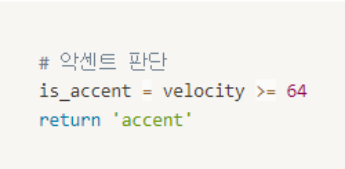 # 악센트 판단
is_accent = velocity >= 64
return 'accent'